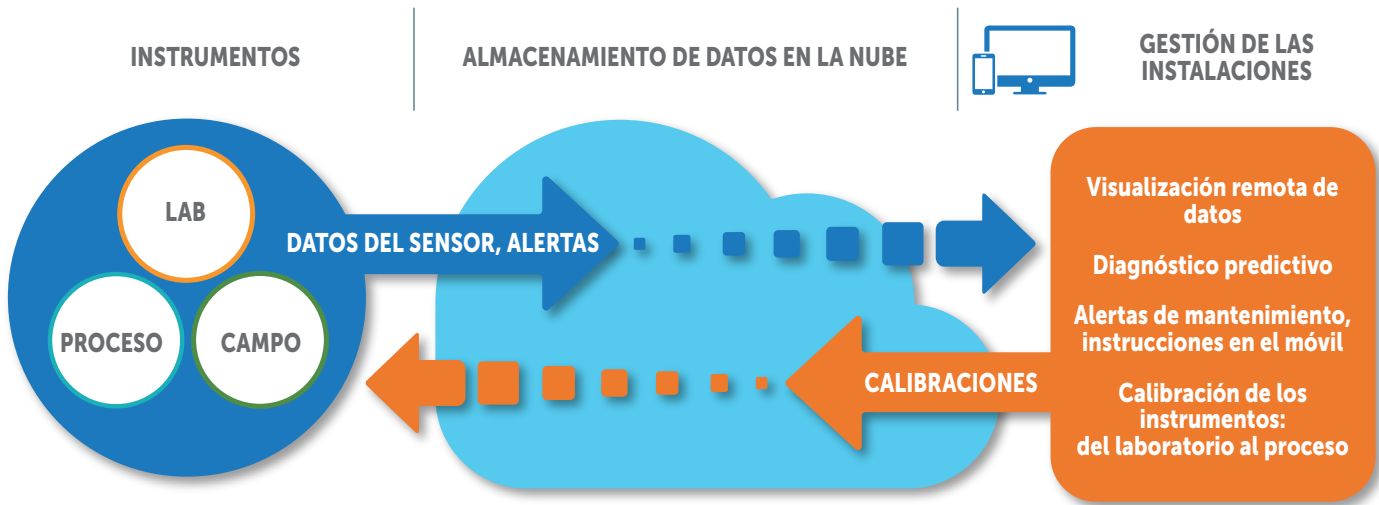 INSTRUMENTOS
ALMACENAMIENTO DE DATOS EN LA NUBE
GESTIÓN DE LAS
INSTALACIONES
LAB
PROCESO
CAMPO
DATOS DEL SENSOR, ALERTAS
CALIBRACIONES
Visualización remota de
datos
Diagnóstico predictivo
Alertas de mantenimiento,
instrucciones en el móvil
Calibración de los
instrumentos:
del laboratorio al proceso